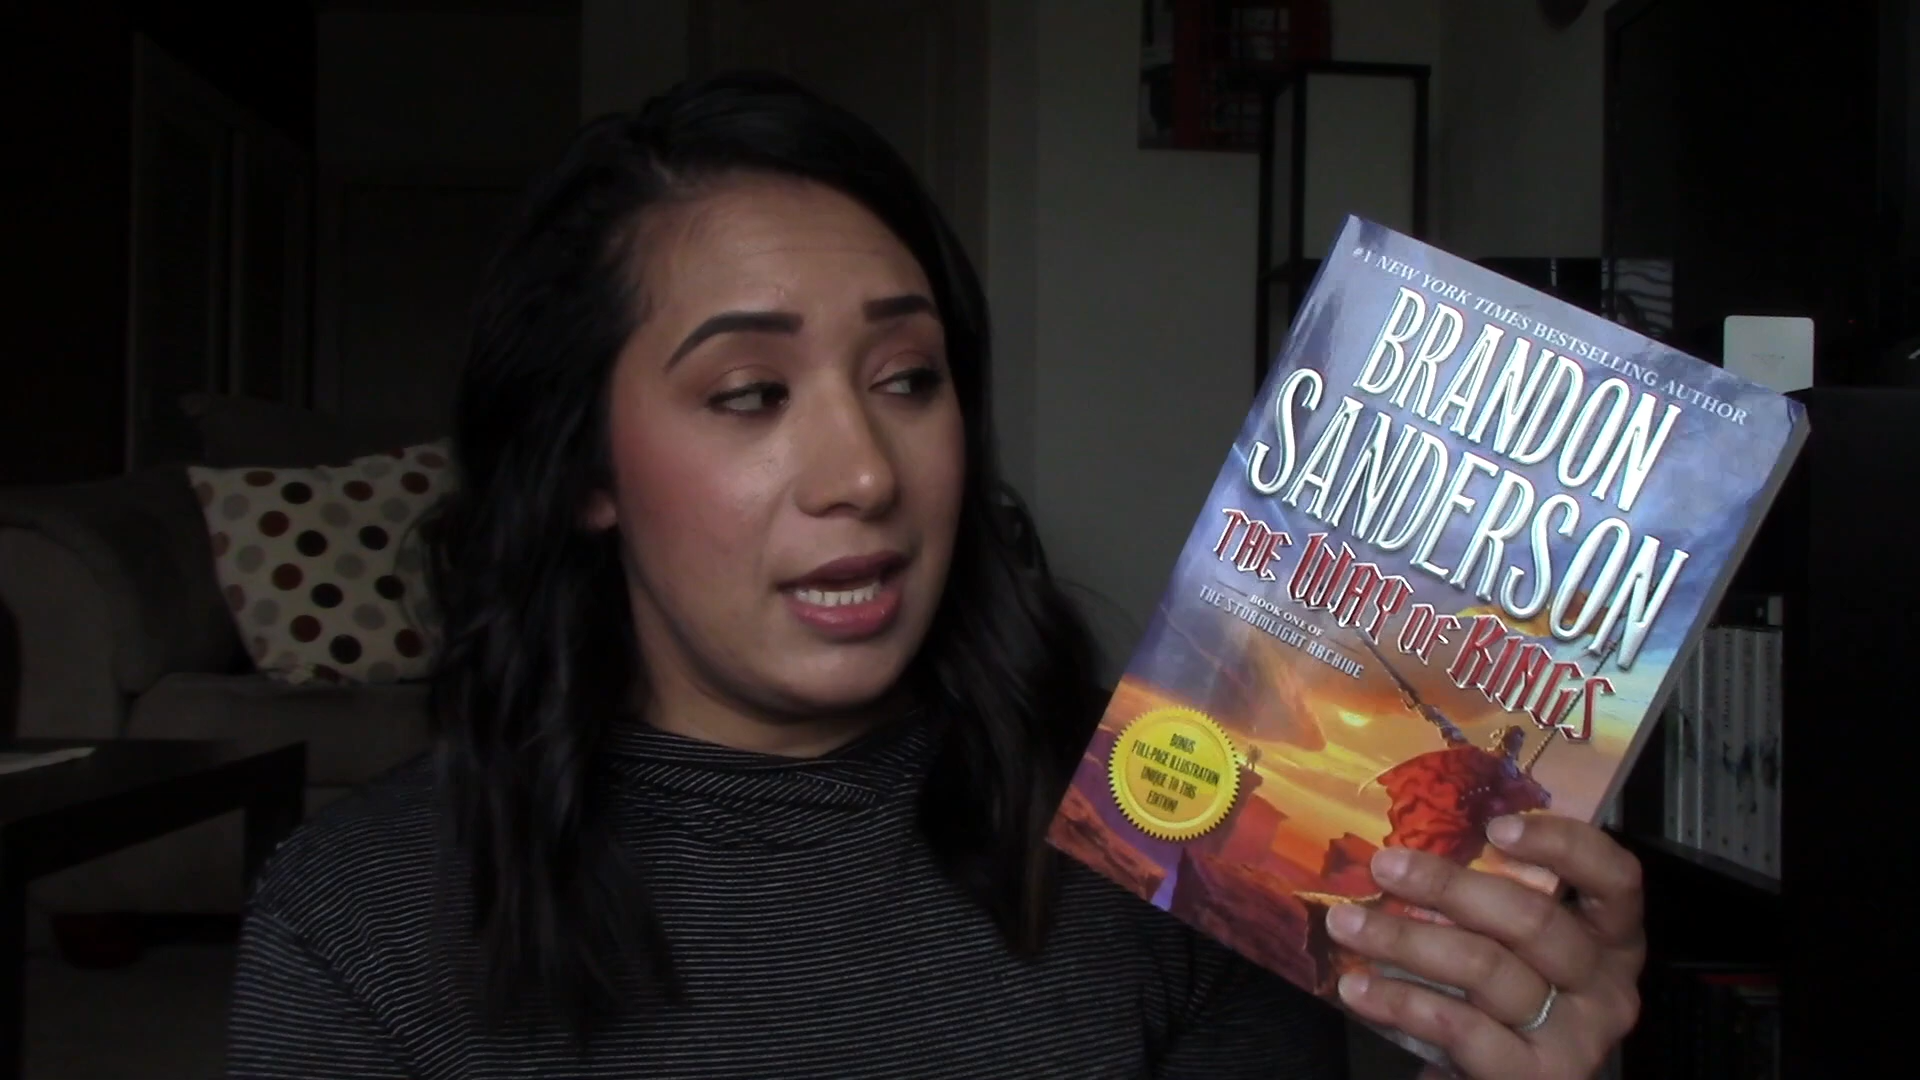 #1 NEW YORK TIMES BESTSELLING AUTHOR
BRANDON
SANDERSON
THE WAY OF KINGS
BOOK ONE OF
THE STORMLIGHT ARCHIVE
BONUS
FULL-PAGE ILLUSTRATION
UNIQUE TO THIS
EDITION!